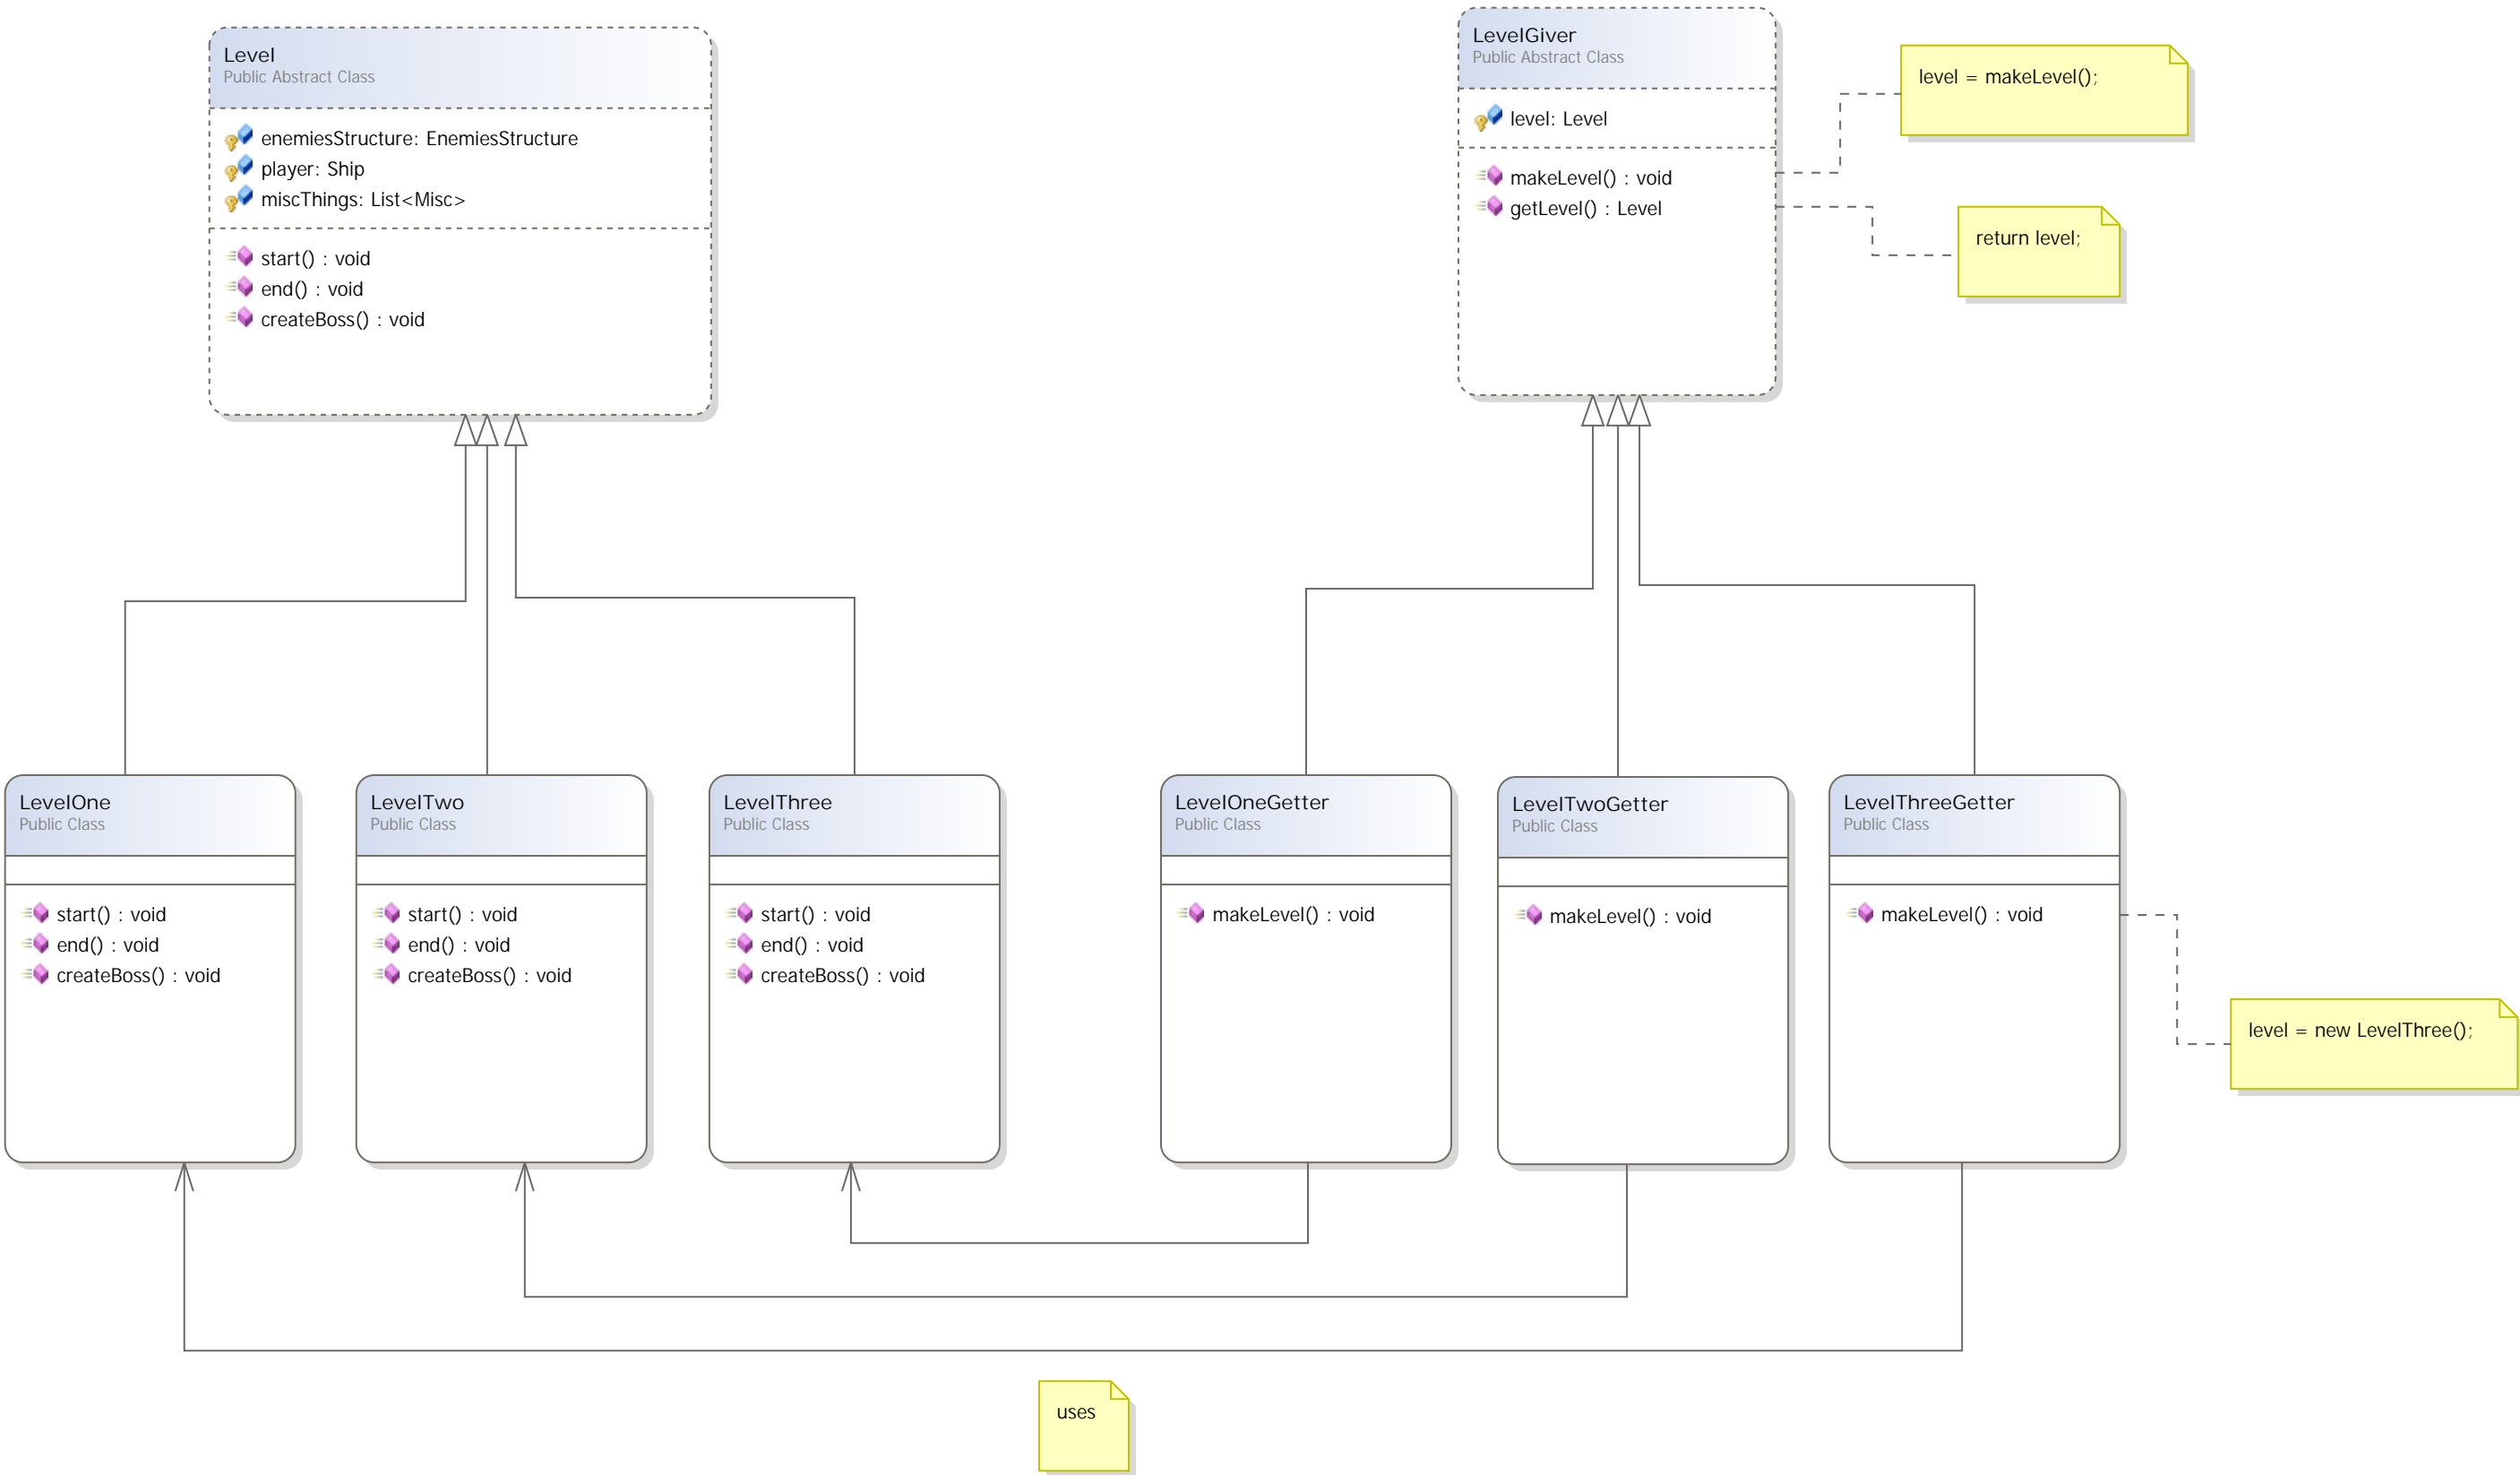 Level
Public Abstract Class
enemiesStructure: EnemiesStructure
player: Ship
miscThings: List<Misc>
start() : void
end() : void
createBoss() : void
LevelGiver
Public Abstract Class
level: Level
makeLevel() : void
getLevel() : Level
level = makeLevel();
return level;
LevelOne
Public Class
start() : void
end() : void
createBoss() : void
LevelTwo
Public Class
start() : void
end() : void
createBoss() : void
LevelThree
Public Class
start() : void
end() : void
createBoss() : void
LevelOneGetter
Public Class
makeLevel() : void
LevelTwoGetter
Public Class
makeLevel() : void
LevelThreeGetter
Public Class
makeLevel() : void
level = new LevelThree();
uses